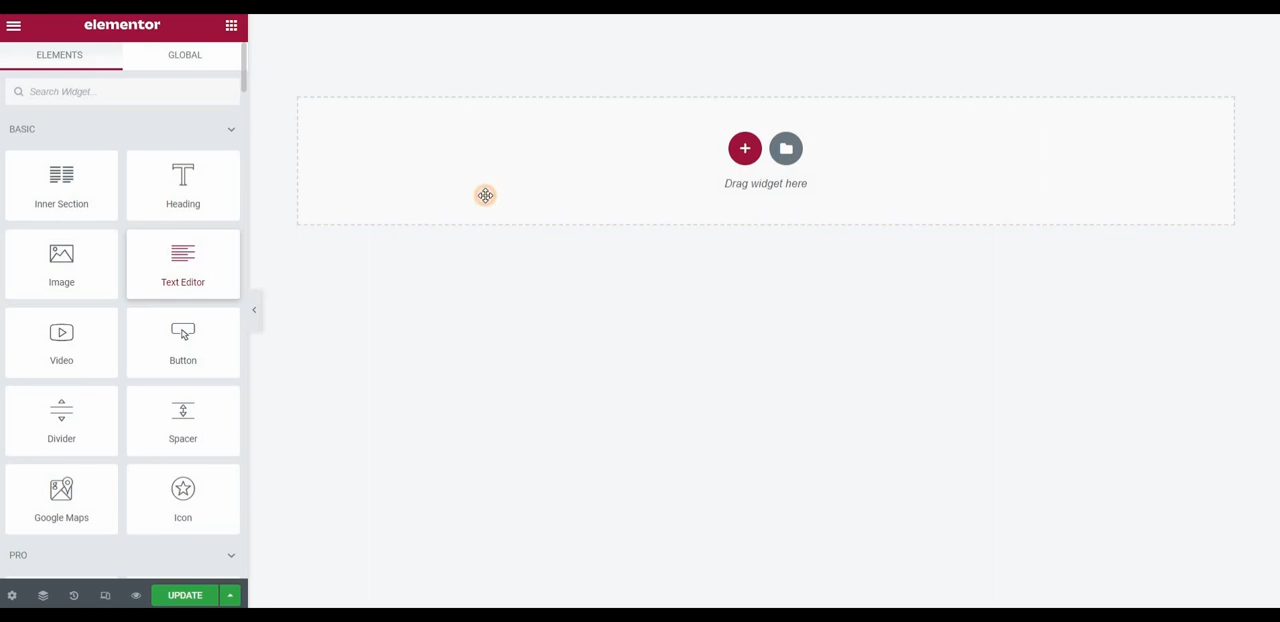 elementor
ELEMENTS
GLOBAL
Search Widget...
BASIC
Inner Section
Heading
Image
Text Editor
Video
Button
Divider
Spacer
Google Maps
Icon
PRO
UPDATE
Drag widget here